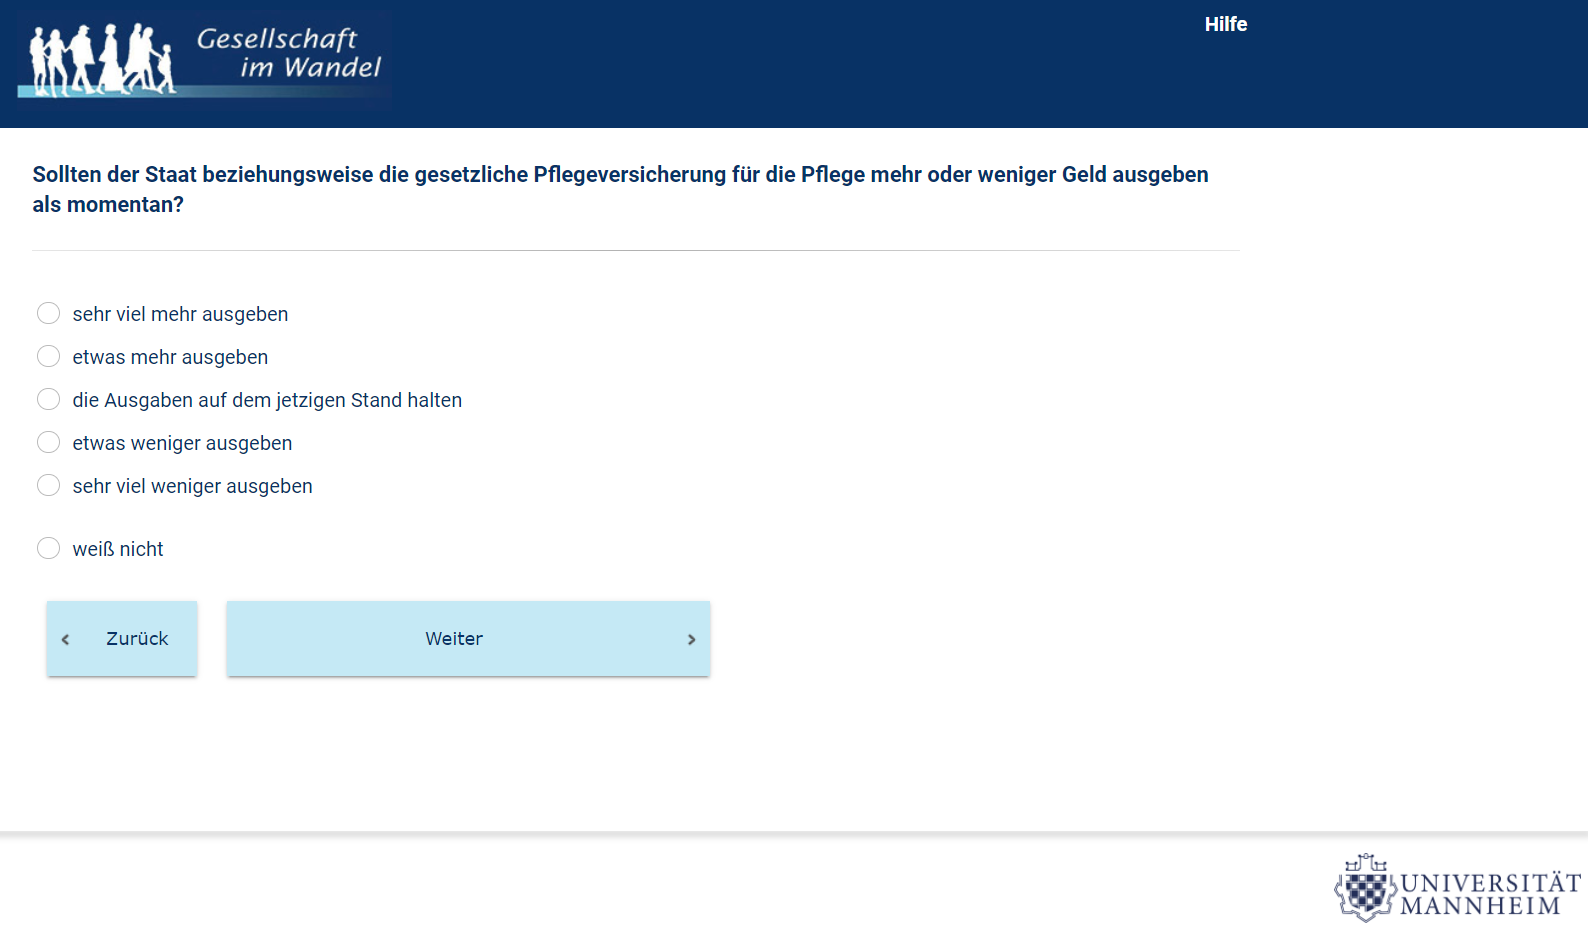 Gesellschaft
im Wandel
Hilfe
Sollten der Staat beziehungsweise die gesetzliche Pflegeversicherung für die Pflege mehr oder weniger Geld ausgeben
als momentan?
sehr viel mehr ausgeben
etwas mehr ausgeben
die Ausgaben auf dem jetzigen Stand halten
etwas weniger ausgeben
sehr viel weniger ausgeben
weiß nicht
Zurück
Weiter
UNIVERSITÄT
MANNHEIM